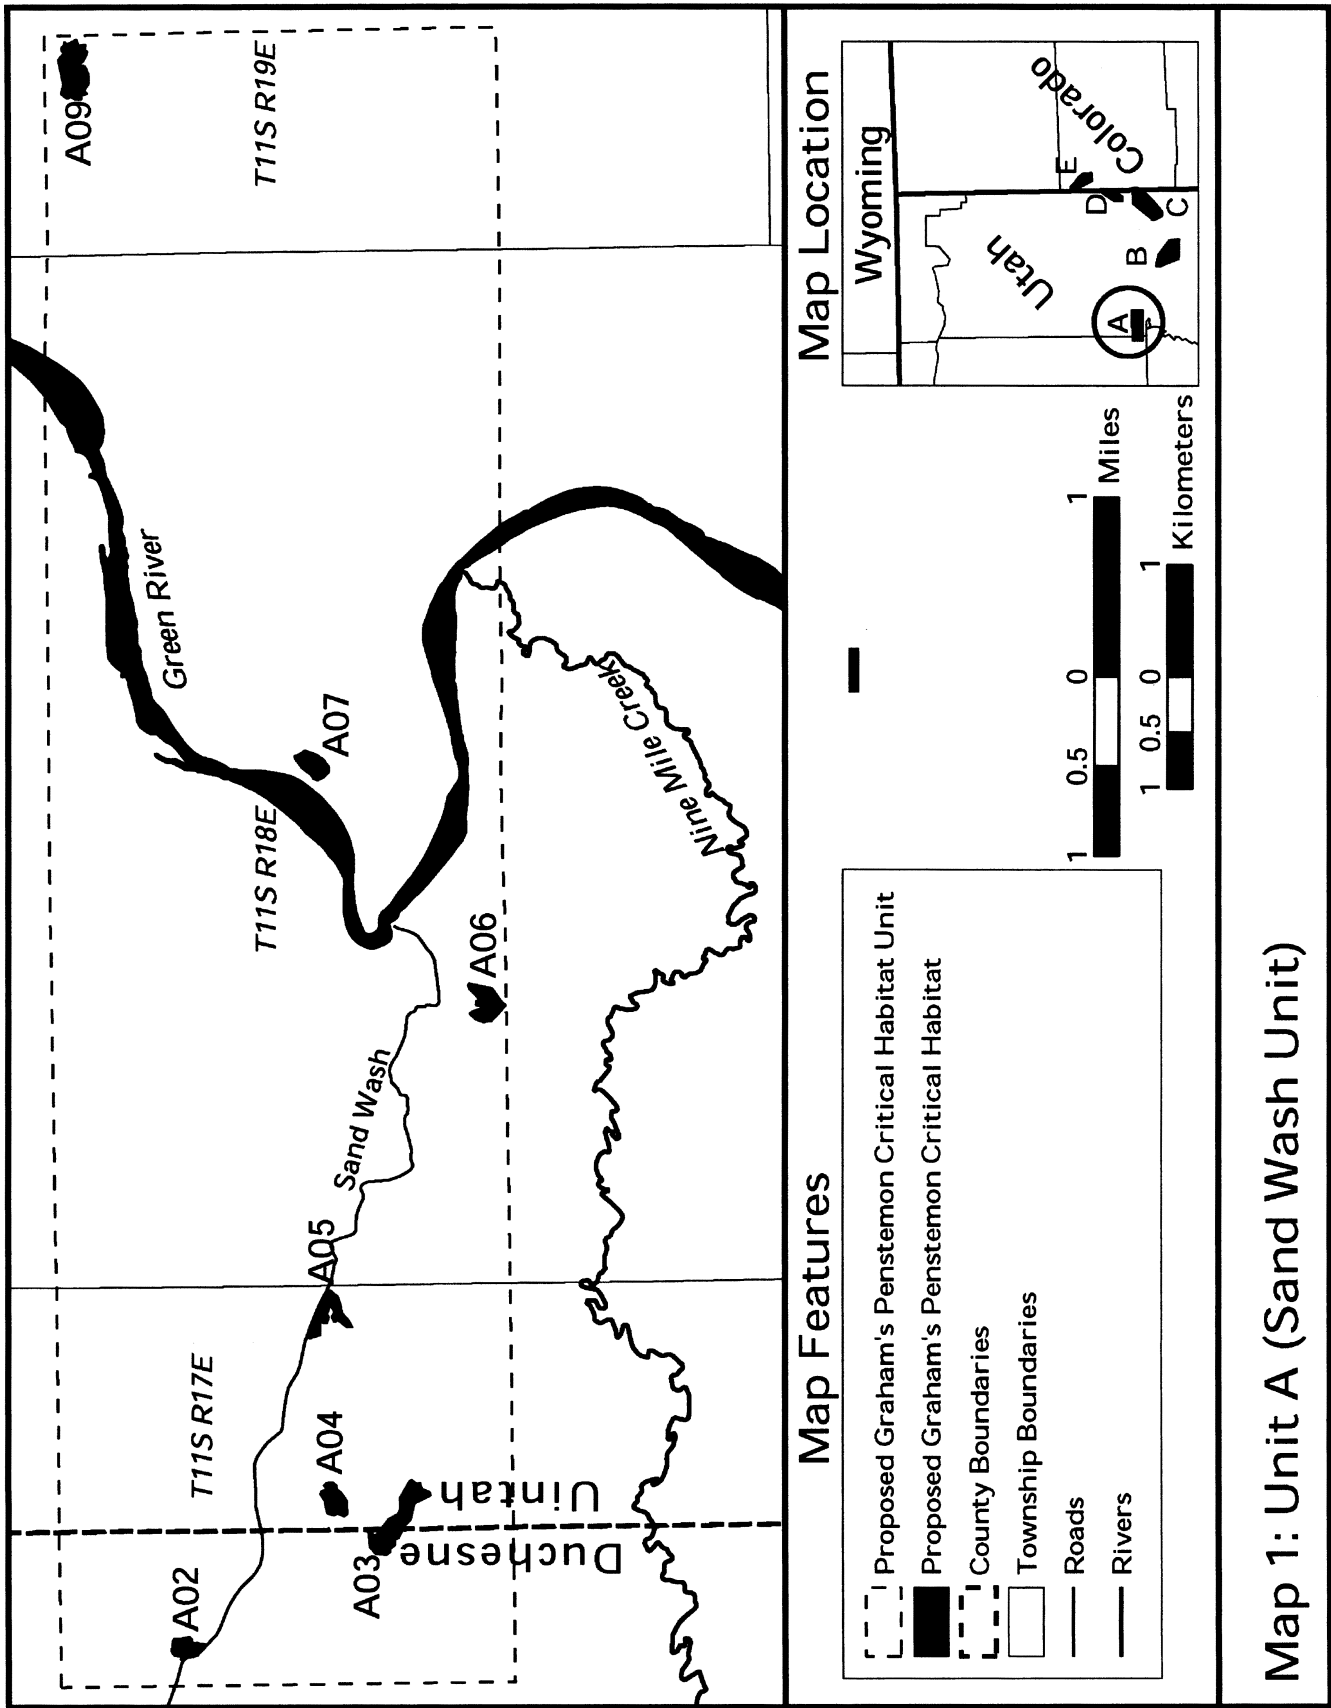 A09
T11S R19E
Green River
A07
T11S R18E
Nine Mile Creek
A06
Sand Wash
A05
T11S R17E
A04
Uintah
Duchesne
A03
A02
Map Location
Wyoming
Utah
Colorado
A
B
C
D
E
1 0.5 0 1
Miles
1 0.5 0 1
Kilometers
Map Features
Proposed Graham's Penstemon Critical Habitat Unit
Proposed Graham's Penstemon Critical Habitat
County Boundaries
Township Boundaries
Roads
Rivers
Map 1: Unit A (Sand Wash Unit)